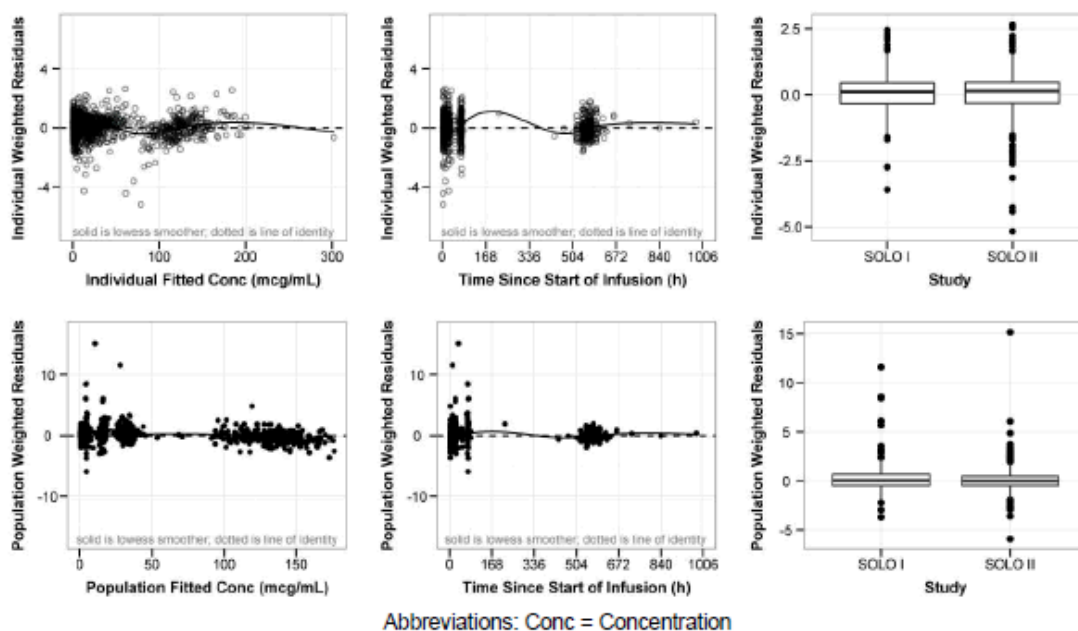 Individual Weighted Residuals
4
0
-4
solid is lowess smoother; dotted is line of identity
0 100 200 300
Individual Fitted Conc (mcg/mL)
Individual Weighted Residuals
4
0
-4
solid is lowess smoother; dotted is line of identity
0 168 336 504 672 840 1006
Time Since Start of Infusion (h)
Individual Weighted Residuals
2.5
0.0
-2.5
-5.0
SOLO I SOLO II
Study
Population Weighted Residuals
10
0
-10
solid is lowess smoother; dotted is line of identity
0 50 100 150
Population Fitted Conc (mcg/mL)
Population Weighted Residuals
10
0
-10
solid is lowess smoother; dotted is line of identity
0 168 336 504 672 840 1006
Time Since Start of Infusion (h)
Population Weighted Residuals
15
10
5
0
-5
SOLO I SOLO II
Study
Abbreviations: Conc = Concentration